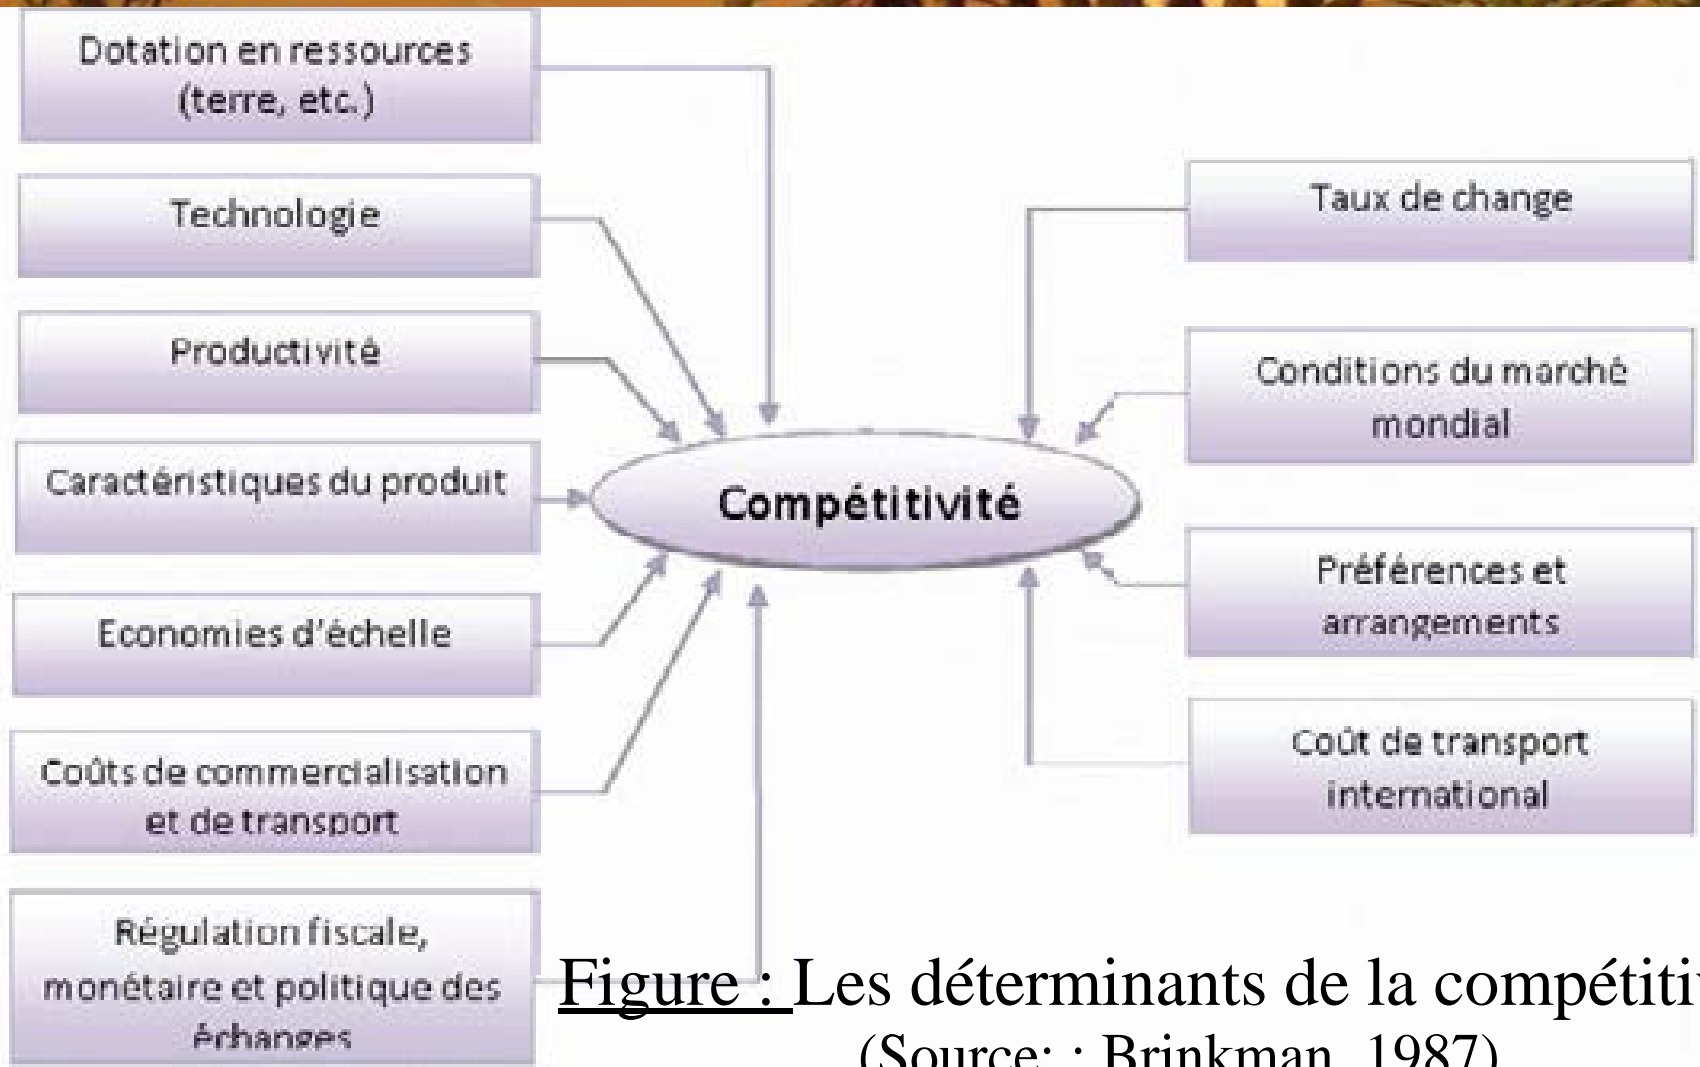 Dotation en ressources
(terre, etc.)
Technologie
Productivité
Caractéristiques du produit
Economies d'échelle
Coûts de commercialisation
et de transport
Régulation fiscale,
monétaire et politique des
échanges
Compétitivité
Taux de change
Conditions du marché
mondial
Préférences et
arrangements
Coût de transport
international
Figure : Les déterminants de la
(Source: : Brinkman, 1987)